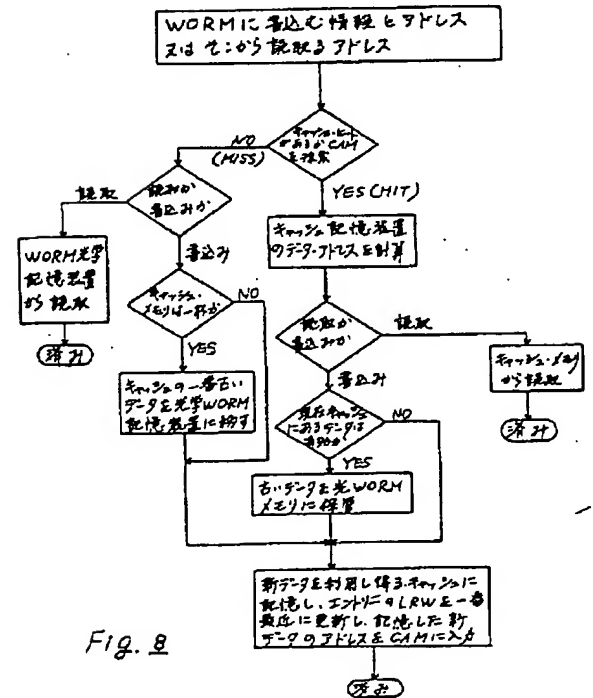 WORMに書込む情報とアドレス
又はそこから読取るアドレス
キャッシュ・ヒット
があるかCAM
を検索
NO
(MISS)
YES(HIT)
読取か
書込みか
読取
書込み
WORM光学
記憶装置
から読取
済み
キャッシュ・
メモリは一杯か
NO
YES
キャッシュの一番古い
データを光学WORM
記憶装置に移す
キャッシュ記憶装置
のデータ・アドレスを計算
読取か
書込みか
読取
書込み
キャッシュ・メモリ
から読取
済み
現在キャッシュ
にあるデータは
NO
YES
古いデータを光WORM
メモリに保管
新データを利用し得る、キャッシュに
記憶し、エントリのLRWを一番
最近に更新し、記憶した新
データのアドレスをCAMに入力
済み
Fig. 8